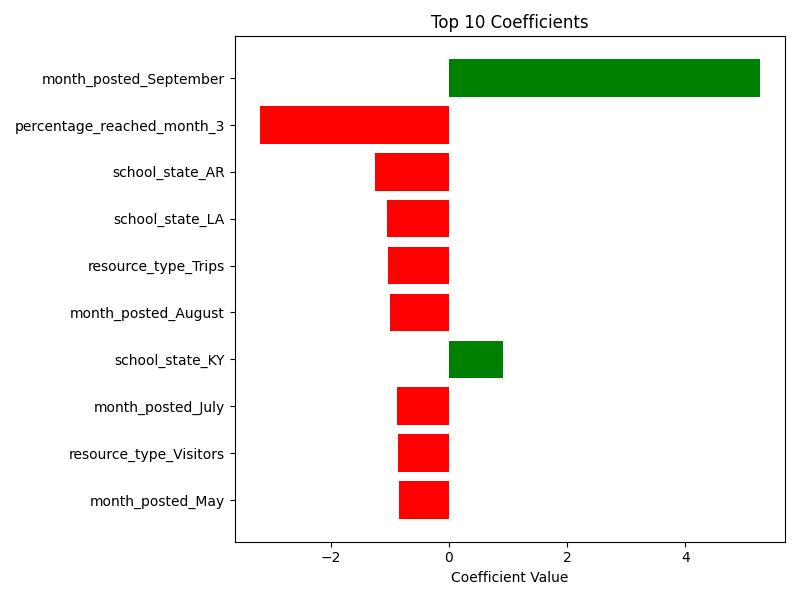 Top 10 Coefficients
month_posted_September
percentage_reached_month_3
school_state_AR
school_state_LA
resource_type_Trips
month_posted_August
school_state_KY
month_posted_July
resource_type_Visitors
month_posted_May
−2 0 2 4
Coefficient Value